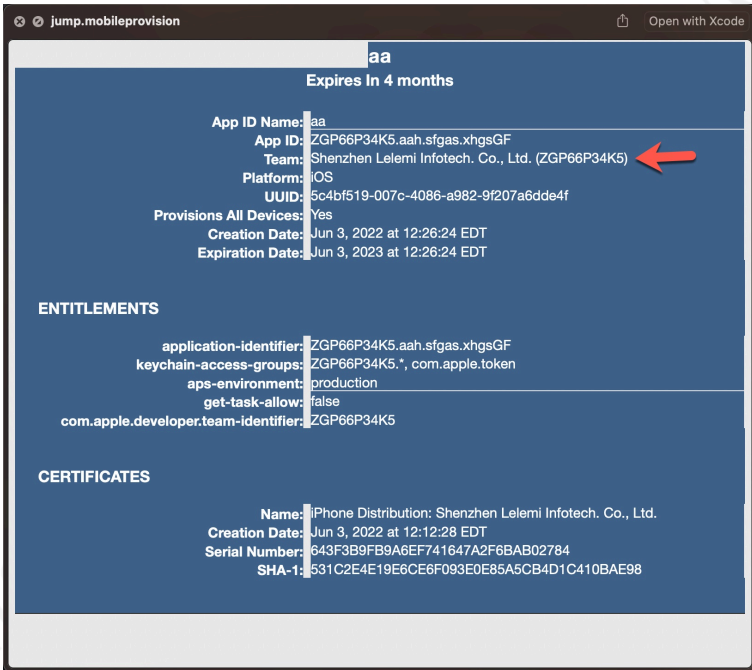 jump.mobileprovision
Open with Xcode
aa
Expires In 4 months
App ID Name: aa
App ID: ZGP66P34K5.aah.sfgas.xhgsGF
Team: Shenzhen Lelemi Infotech. Co., Ltd. (ZGP66P34K5)
Platform: iOS
UUID: 5c4bf519-007c-4086-a982-9f207a6dde4f
Provisions All Devices: Yes
Creation Date: Jun 3, 2022 at 12:26:24 EDT
Expiration Date: Jun 3, 2023 at 12:26:24 EDT
ENTITLEMENTS
application-identifier: ZGP66P34K5.aah.sfgas.xhgsGF
keychain-access-groups: ZGP66P34K5.*, com.apple.token
aps-environment: production
get-task-allow: false
com.apple.developer.team-identifier: ZGP66P34K5
CERTIFICATES
Name: iPhone Distribution: Shenzhen Lelemi Infotech. Co., Ltd.
Creation Date: Jun 3, 2022 at 12:12:28 EDT
Serial Number: 643F3B9FB9A6EF741647A2F6BAB02784
SHA-1: 531C2E4E19E6CE6F093E0E85A5CB4D1C410BAE98